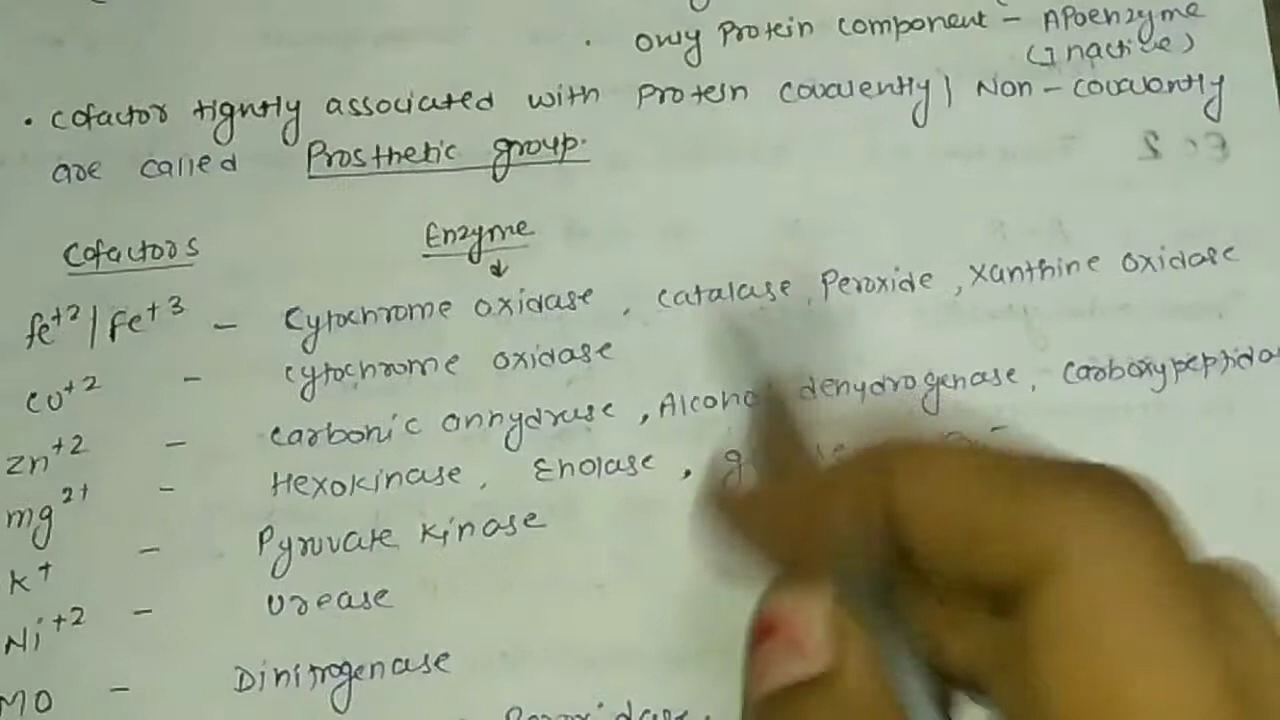 · only Protein component - Apoenzyme
(Inactive)
· Cofactor tightly associated with Protein covalently / Non-covalently
are called Prosthetic group.
Cofactors Enzyme
Fe+2 / Fe+3 - Cytochrome oxidase, catalase, Peroxide, Xanthine oxidase
Cu+2 - cytochrome oxidase
Zn+2 - Carbonic anhydrase, Alcohol dehydrogenase, Carboxypeptida
mg2+ - Hexokinase, Enolase,
K+ - Pyruvate kinase
Ni+2 - Urease
MO - Dinitrogenase